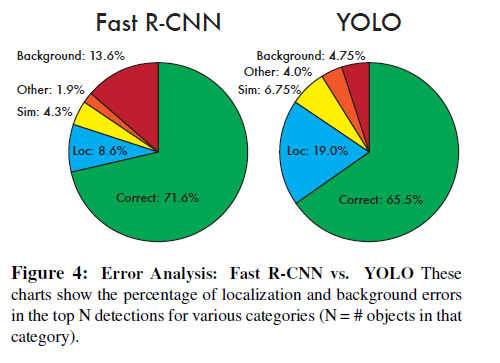 Fast R-CNN
YOLO
Background: 13.6%
Other: 1.9%
Sim: 4.3%
Loc: 8.6%
Correct: 71.6%
Background: 4.75%
Other: 4.0%
Sim: 6.75%
Loc: 19.0%
Correct: 65.5%
Figure 4: Error Analysis: Fast R-CNN vs. YOLO These
charts show the percentage of localization and background errors
in the top N detections for various categories (N = # objects in that
category).